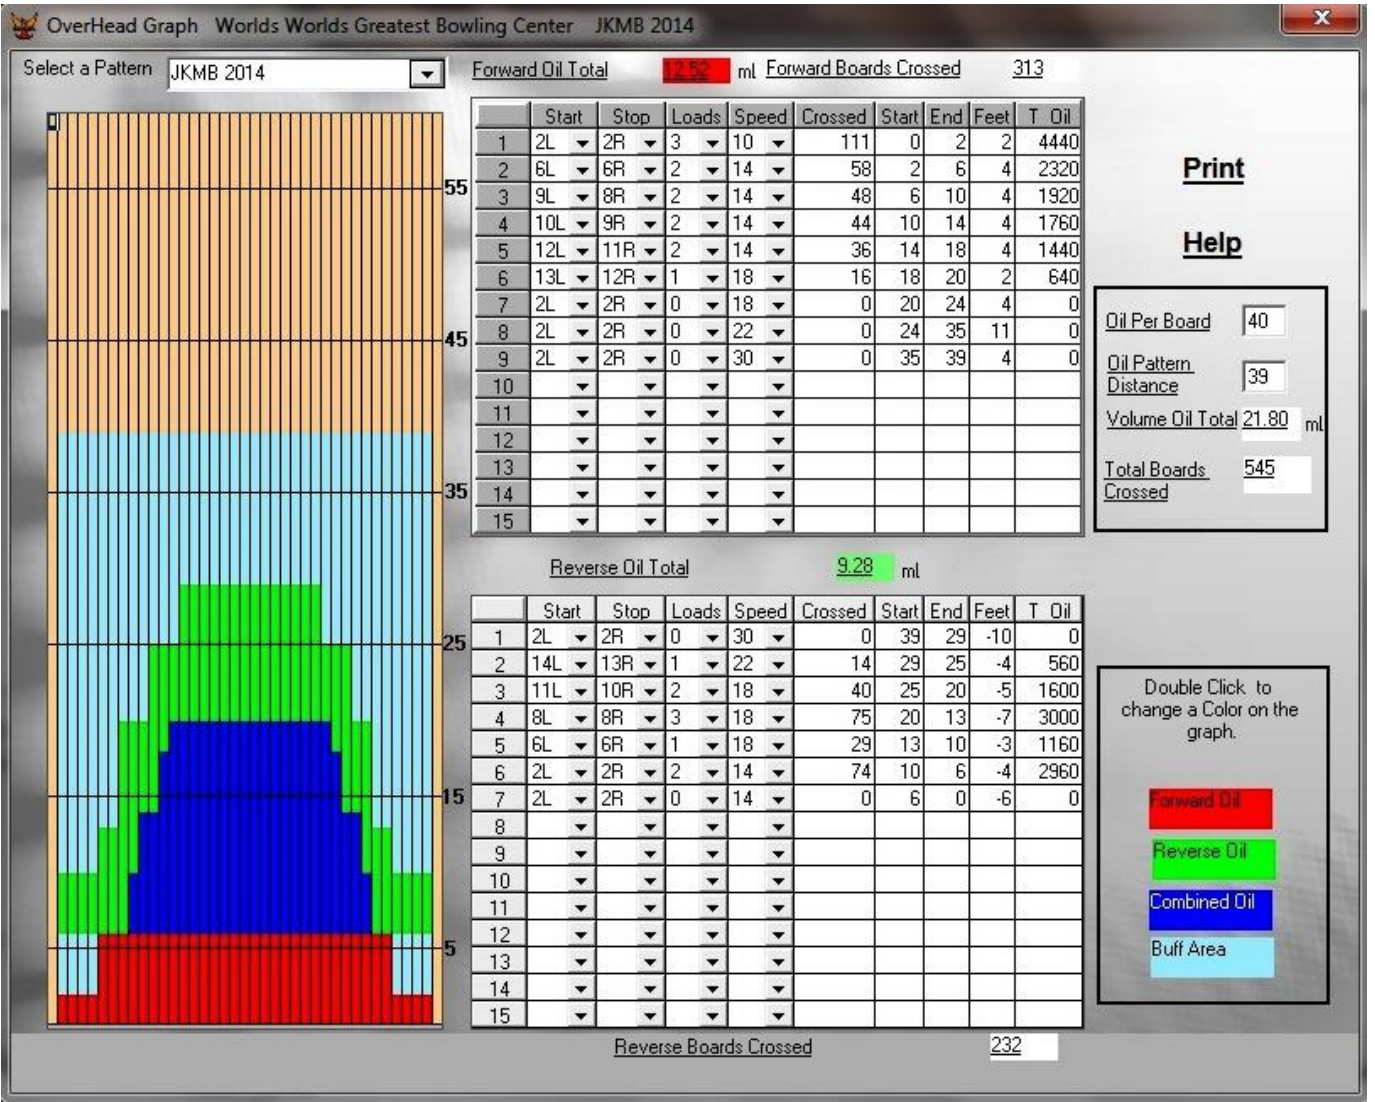 OverHead Graph Worlds Worlds Greatest Bowling Center JKMB 2014
X
Select a Pattern JKMB 2014
Forward Oil Total 12.52 ml Forward Boards Crossed 313
Start Stop Loads Speed Crossed Start End Feet T Oil
1 2L 2R 3 10 111 0 2 2 4440
2 6L 6R 2 14 58 2 6 4 2320
3 9L 8R 2 14 48 6 10 4 1920
4 10L 9R 2 14 44 10 14 4 1760
5 12L 11R 2 14 36 14 18 4 1440
6 13L 12R 1 18 16 18 20 2 640
7 2L 2R 0 18 0 20 24 4 0
8 2L 2R 0 22 0 24 35 11 0
9 2L 2R 0 30 0 35 39 4 0
10
11
12
13
14
15
55
45
35
25
15
5
Print
Help
Oil Per Board 40
Oil Pattern
Distance 39
Volume Oil Total 21.80 ml
Total Boards
Crossed 545
Reverse Oil Total 9.28 ml
Start Stop Loads Speed Crossed Start End Feet T Oil
1 2L 2R 0 30 0 39 29 -10 0
2 14L 13R 1 22 14 29 25 -4 560
3 11L 10R 2 18 40 25 20 -5 1600
4 8L 8R 3 18 75 20 13 -7 3000
5 6L 6R 1 18 29 13 10 -3 1160
6 2L 2R 2 14 74 10 6 -4 2960
7 2L 2R 0 14 0 6 0 -6 0
8
9
10
11
12
13
14
15
Double Click to
change a Color on the
graph.
Forward Oil
Reverse Oil
Combined Oil
Buff Area
Reverse Boards Crossed 232